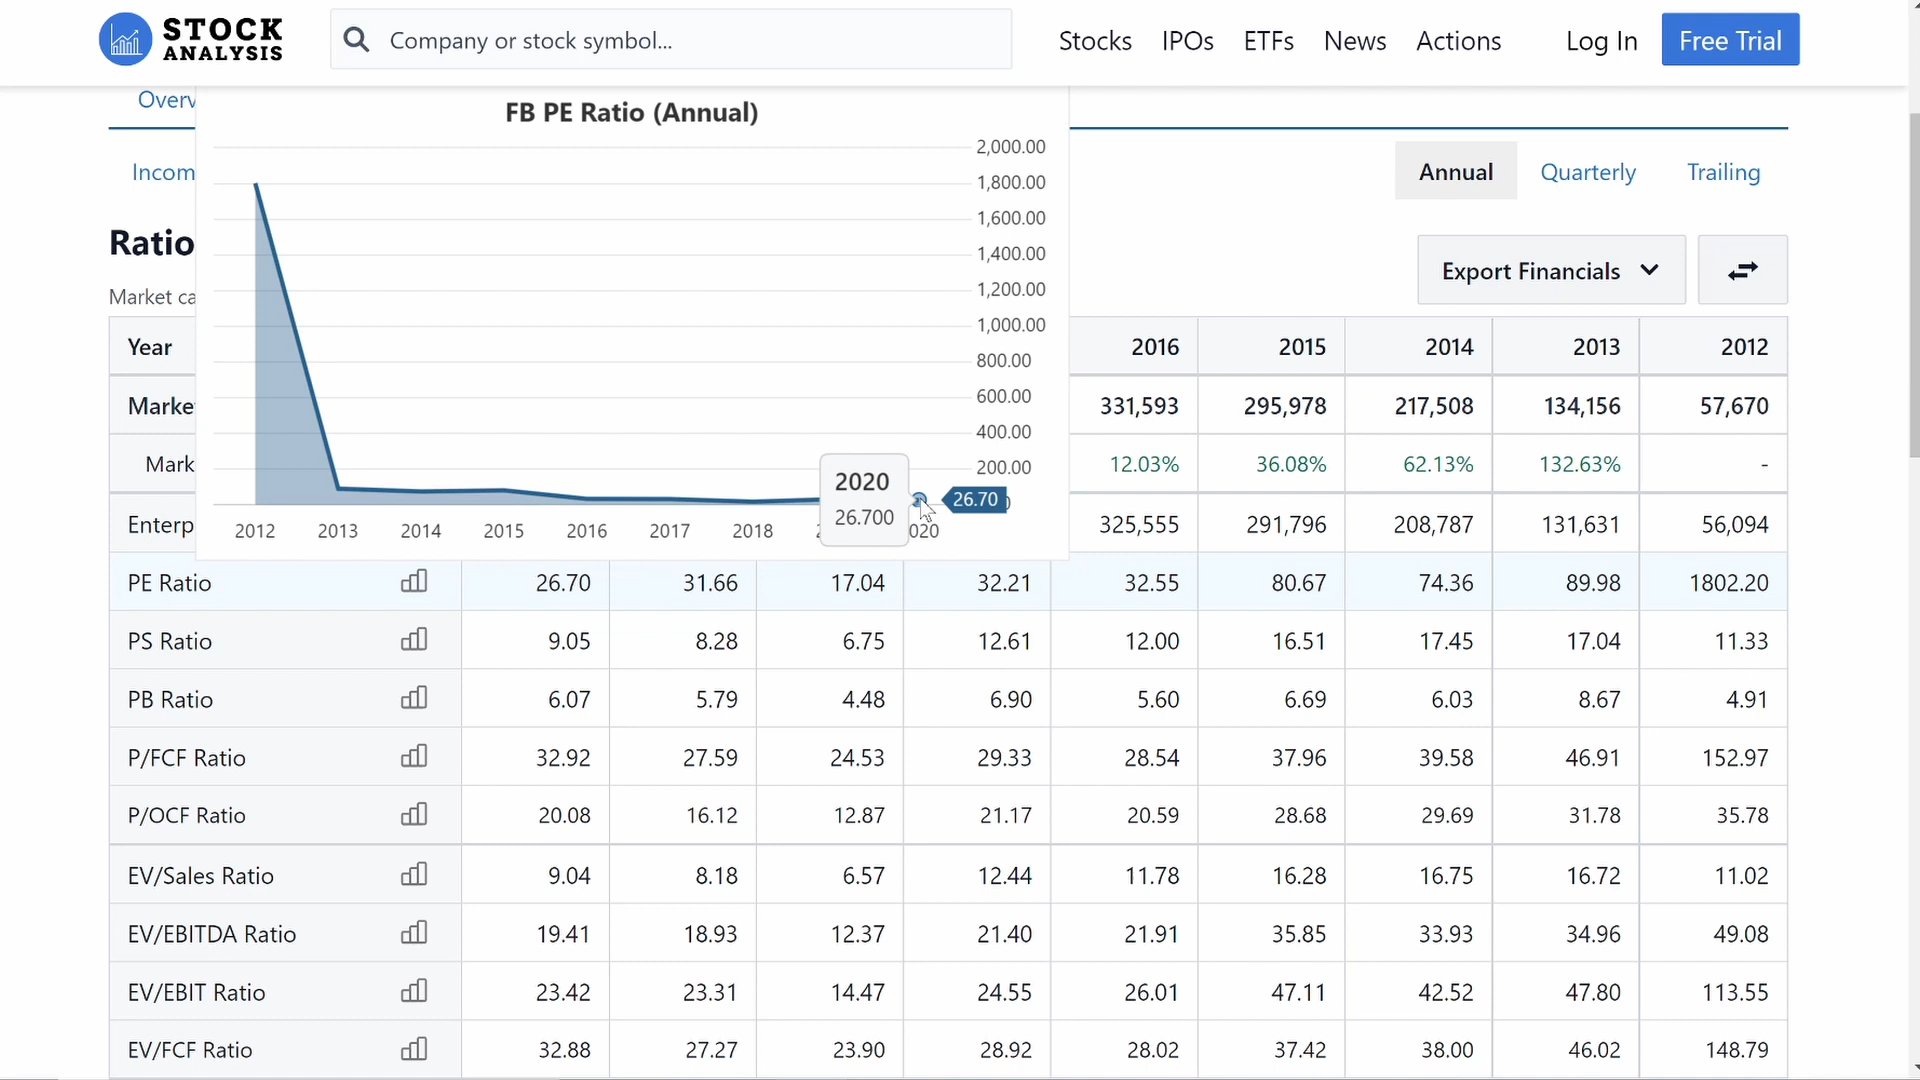 STOCK
ANALYSIS
Company or stock symbol...
Stocks IPOs ETFs News Actions Log In Free Trial
Overv
FB PE Ratio (Annual)
2,000.00
1,800.00
1,600.00
1,400.00
1,200.00
1,000.00
800.00
600.00
400.00
200.00
2020
26.700
26.70
2012 2013 2014 2015 2016 2017 2018 020
Incom
Annual Quarterly Trailing
Ratio
Export Financials
Market ca
Year 2016 2015 2014 2013 2012
Marke 331,593 295,978 217,508 134,156 57,670
Mark 12.03% 36.08% 62.13% 132.63% -
Enterp 325,555 291,796 208,787 131,631 56,094
PE Ratio 26.70 31.66 17.04 32.21 32.55 80.67 74.36 89.98 1802.20
PS Ratio 9.05 8.28 6.75 12.61 12.00 16.51 17.45 17.04 11.33
PB Ratio 6.07 5.79 4.48 6.90 5.60 6.69 6.03 8.67 4.91
P/FCF Ratio 32.92 27.59 24.53 29.33 28.54 37.96 39.58 46.91 152.97
P/OCF Ratio 20.08 16.12 12.87 21.17 20.59 28.68 29.69 31.78 35.78
EV/Sales Ratio 9.04 8.18 6.57 12.44 11.78 16.28 16.75 16.72 11.02
EV/EBITDA Ratio 19.41 18.93 12.37 21.40 21.91 35.85 33.93 34.96 49.08
EV/EBIT Ratio 23.42 23.31 14.47 24.55 26.01 47.11 42.52 47.80 113.55
EV/FCF Ratio 32.88 27.27 23.90 28.92 28.02 37.42 38.00 46.02 148.79